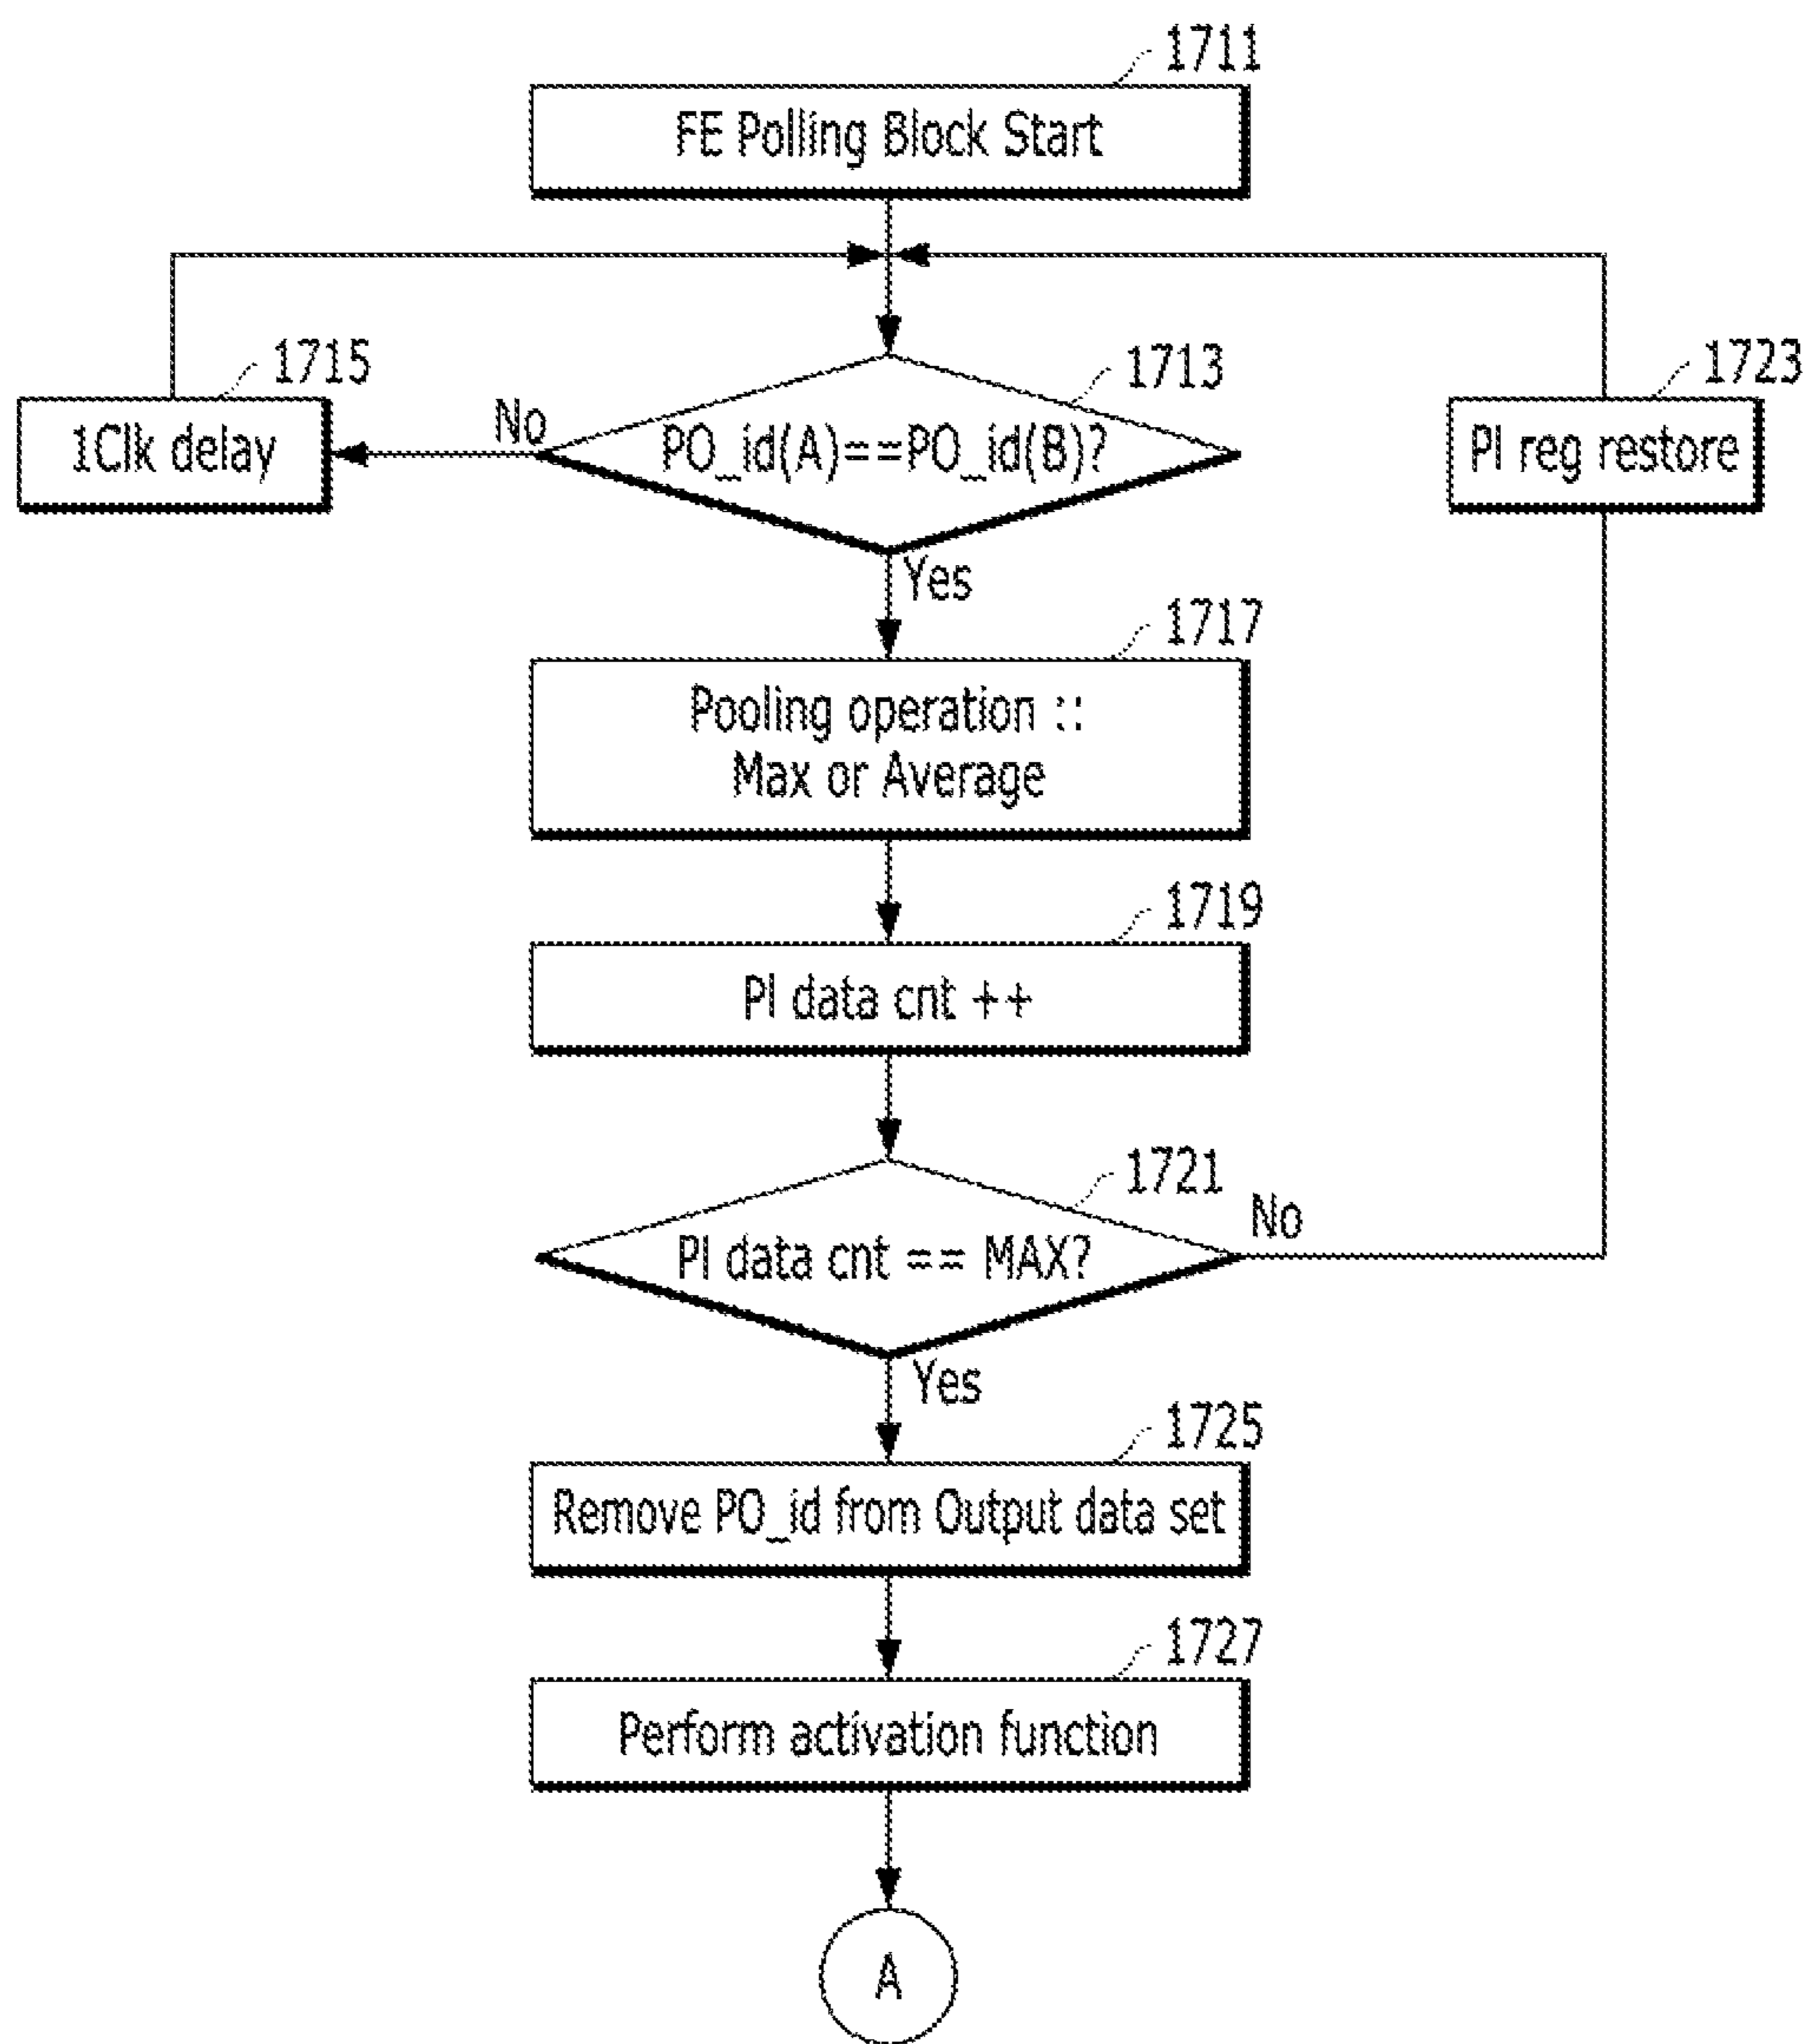 1711
FE Polling Block Start
1715
1713
1723
1Clk delay
No
PO_id(A)==PO_id(B)?
PI reg restore
Yes
1717
Pooling operation ::
Max or Average
1719
PI data cnt ++
1721
No
PI data cnt == MAX?
Yes
1725
Remove PO_id from Output data set
1727
Perform activation function
A